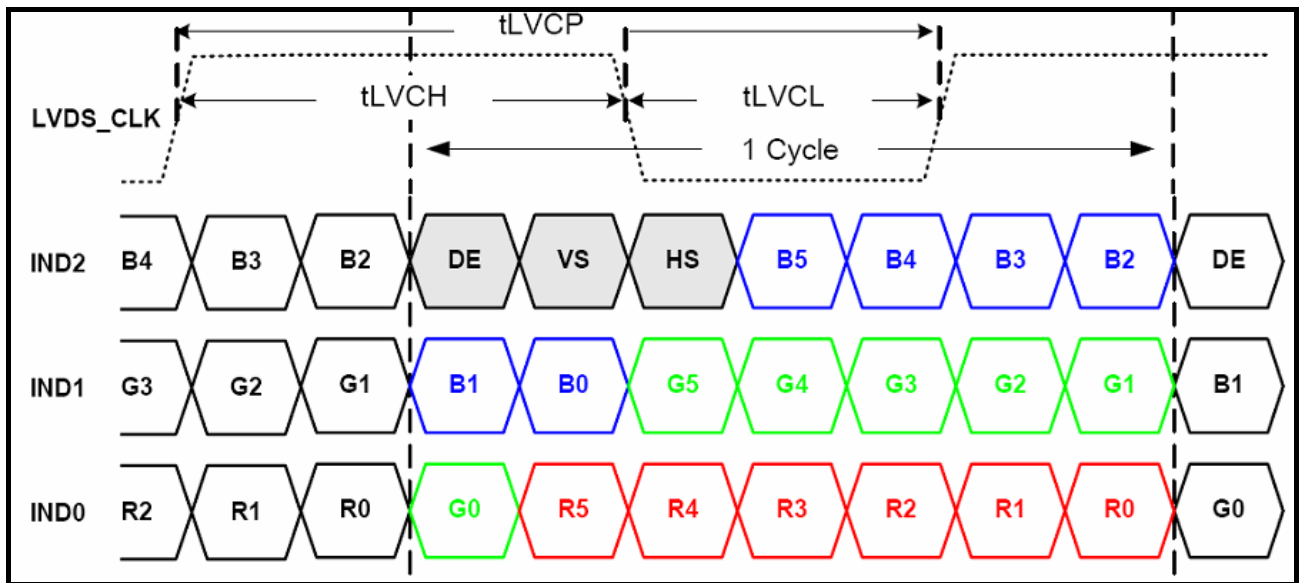 tLVCP
tLVCH
tLVCL
LVDS_CLK
1 Cycle
IND2 B4 B3 B2 DE VS HS B5 B4 B3 B2 DE
IND1 G3 G2 G1 B1 B0 G5 G4 G3 G2 G1 B1
IND0 R2 R1 R0 G0 R5 R4 R3 R2 R1 R0 G0